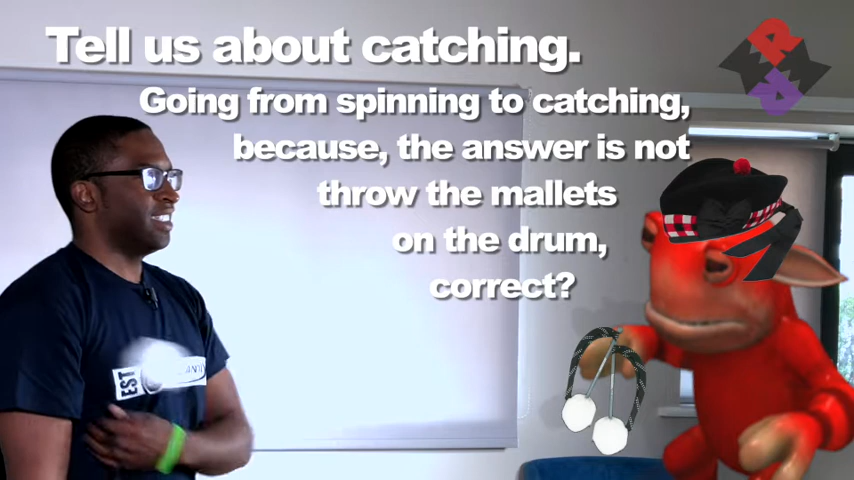 Tell us about catching.
Going from spinning to catching,
because, the answer is not
throw the mallets
on the drum,
correct?
EST